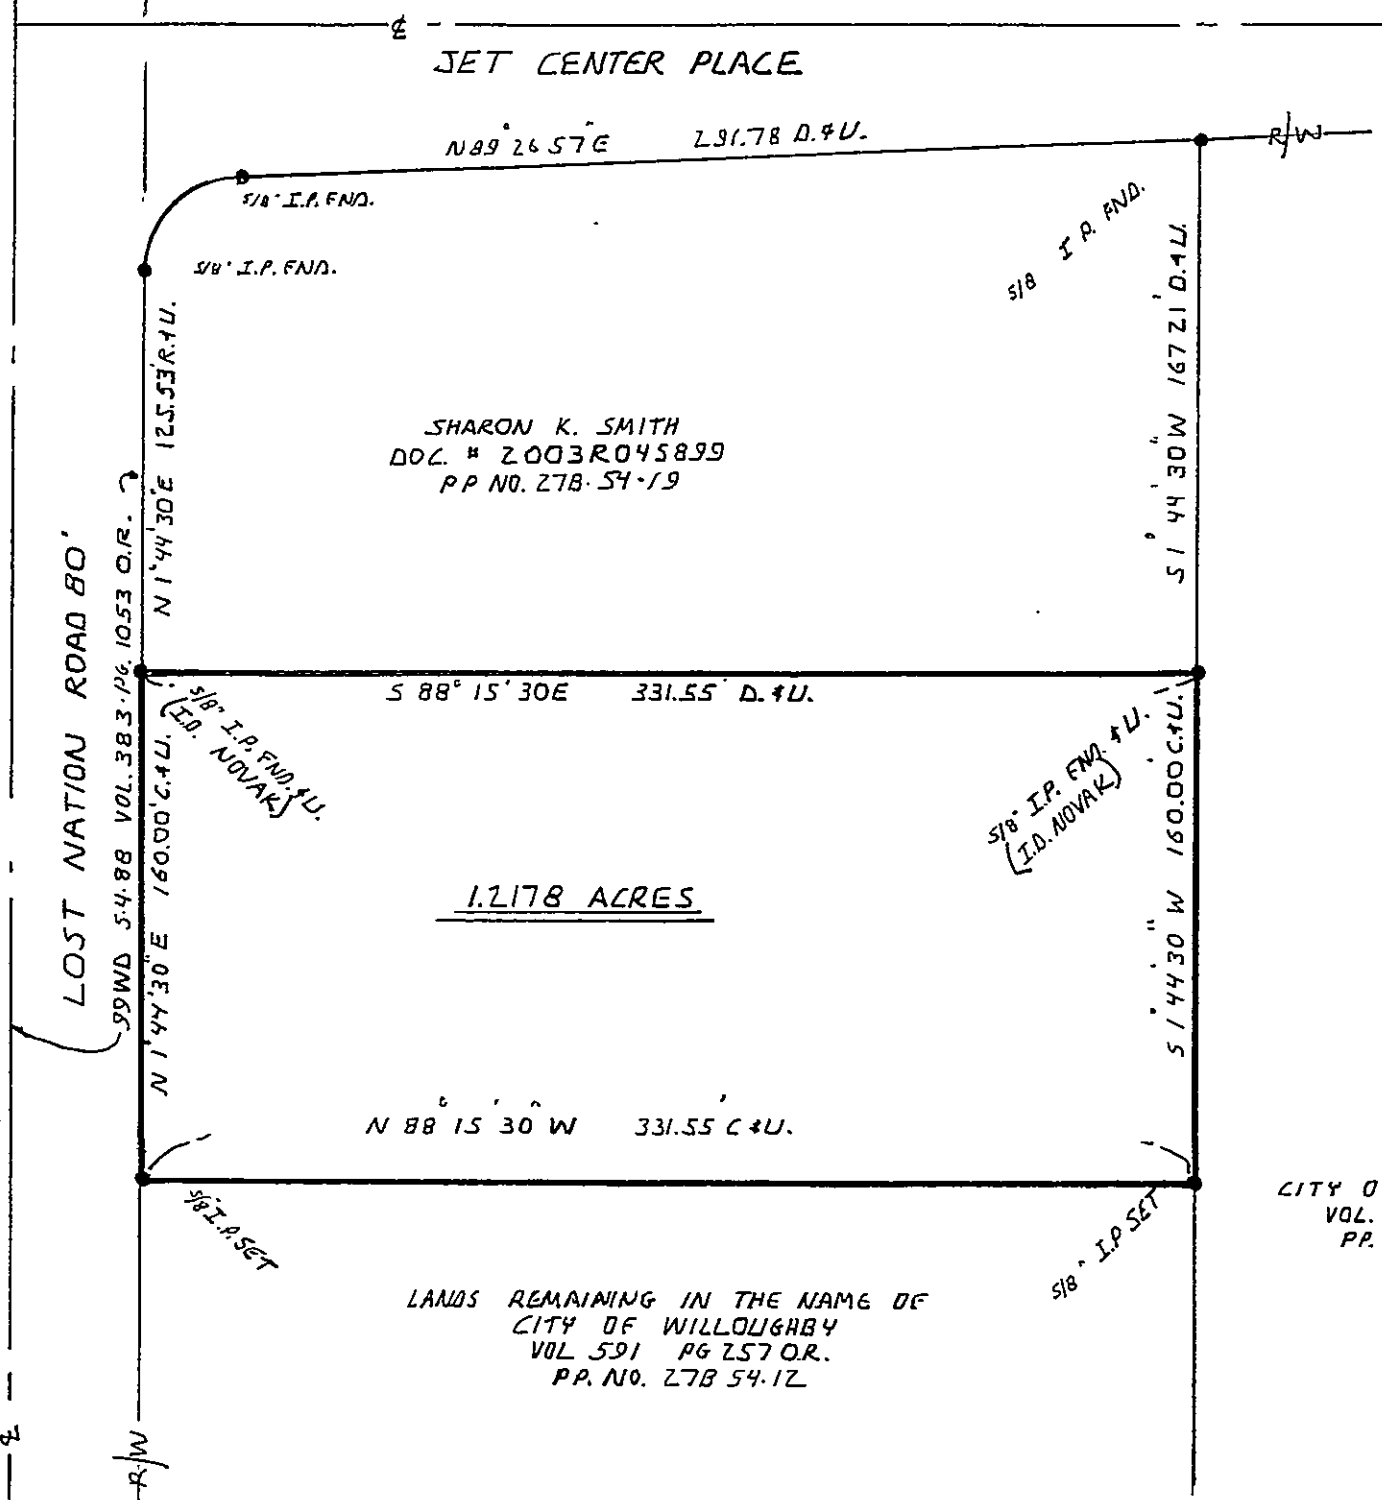 ℄
JET CENTER PLACE
N 89° 26 57" E 291.78 D.&U.
R/W
5/8" I.P. FND.
5/8" I.P. FND.
5/8 I P. FND.
N 1°44'30"E 125.53' R.&U.
S 1° 44' 30" W 167 21' D.&U.
SHARON K. SMITH
DOC. # 2003R045899
PP NO. 27B-54-19
LOST NATION ROAD 80'
99WD 54.88 VOL. 383 PG. 1053 O.R.
S 88° 15' 30E 331.55' D.&U.
5/8" I.P. FND. &U.
(I.D. NOVAK)
5/8" I.P. FND. & U.
(I.D. NOVAK)
N 1°44'30" E 160.00' C.&U.
S 1° 44' 30" W 160.00 C.&U.
1.2178 ACRES
N 88° 15' 30" W 331.55' C &U.
5/8" I.P. SET
5/8" I.P SET
CITY O
VOL.
PP.
LANDS REMAINING IN THE NAME OF
CITY OF WILLOUGHBY
VOL 591 PG 257 O.R.
PP. NO. 27B 54.12
℄
R/W